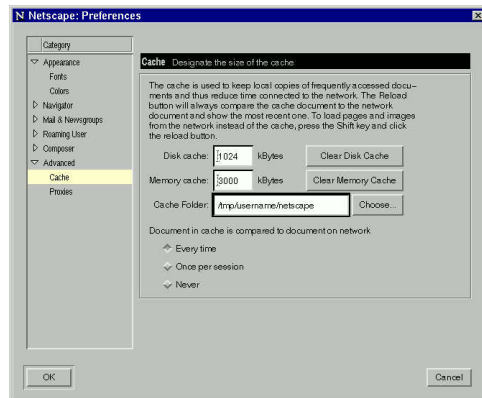 N Netscape: Preferences
Category
Appearance
Fonts
Colors
Navigator
Mail & Newsgroups
Roaming User
Composer
Advanced
Cache
Proxies
Cache Designate the size of the cache
The cache is used to keep local copies of frequently accessed docu-
ments and thus reduce time connected to the network. The Reload
button will always compare the cache document to the network
document and show the most recent one. To load pages and images
from the network instead of the cache, press the Shift key and click
the reload button.
Disk cache: 1024 kBytes Clear Disk Cache
Memory cache: 3000 kBytes Clear Memory Cache
Cache Folder: /tmp/username/netscape Choose...
Document in cache is compared to document on network
Every time
Once per session
Never
OK Cancel